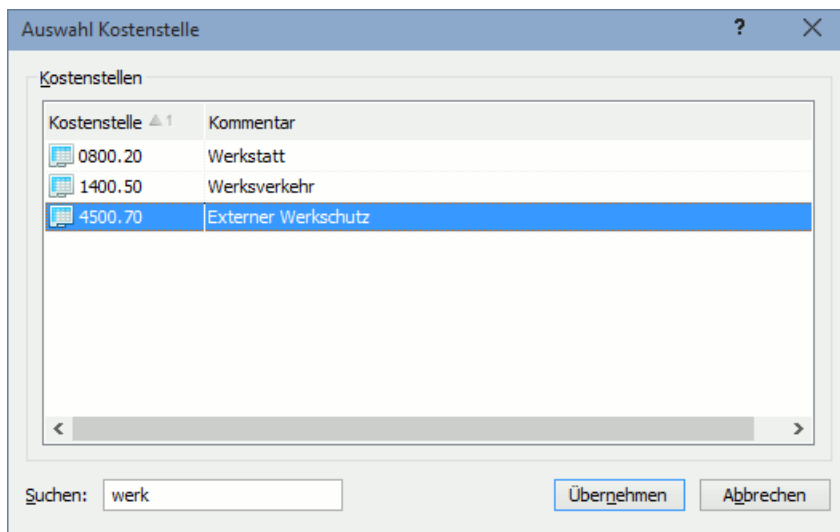 Auswahl Kostenstelle ?
Kostenstellen
Kostenstelle 1 Kommentar
0800.20 Werkstatt
1400.50 Werksverkehr
4500.70 Externer Werkschutz
Suchen: werk Übernehmen Abbrechen